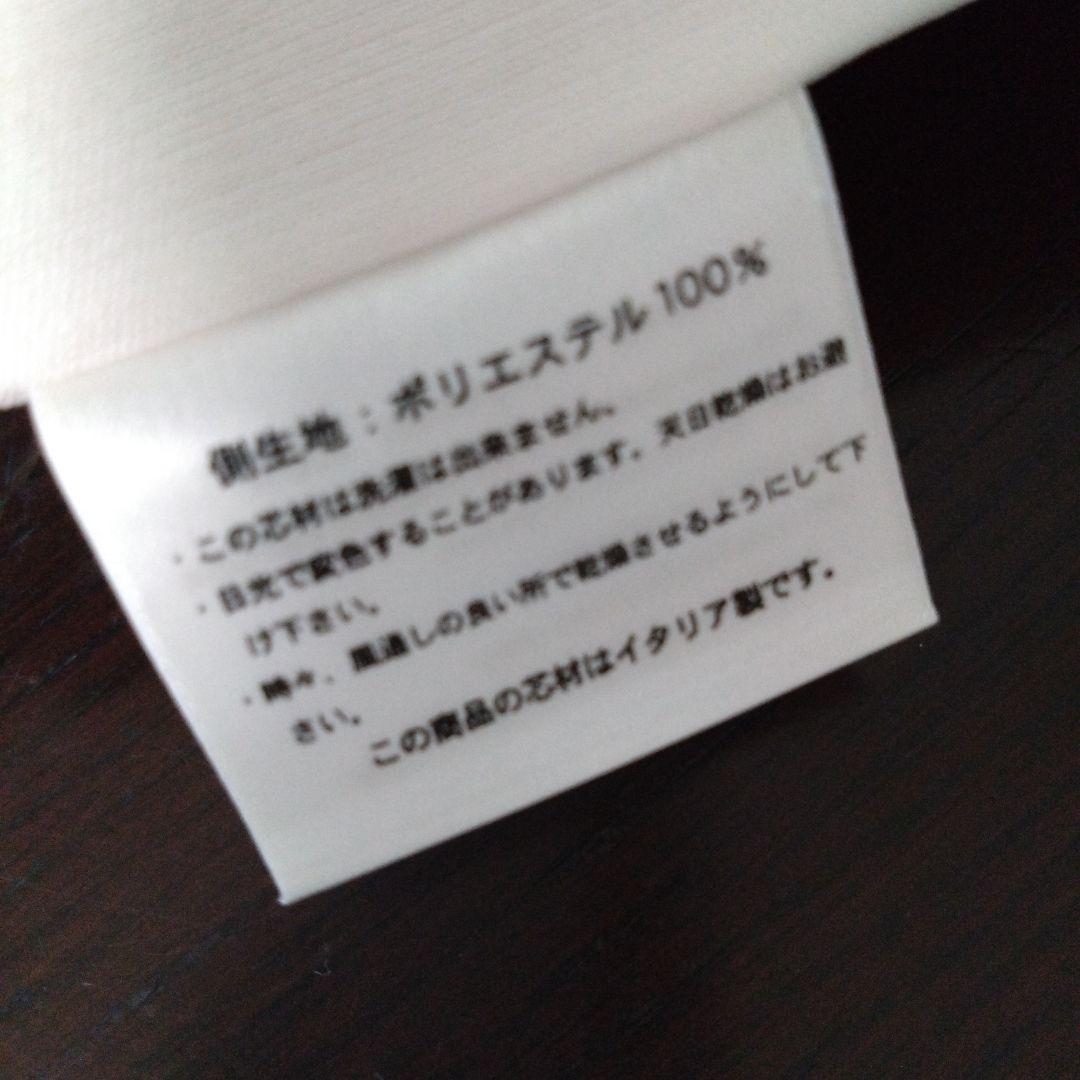 側生地：ポリエステル100%
・この芯材は洗濯は出来ません。
・日光で変色することがあります。天日乾燥はお避
け下さい。
・時々、風通しの良い所で乾燥させるようにして下
さい。
この商品の芯材はイタリア製です。